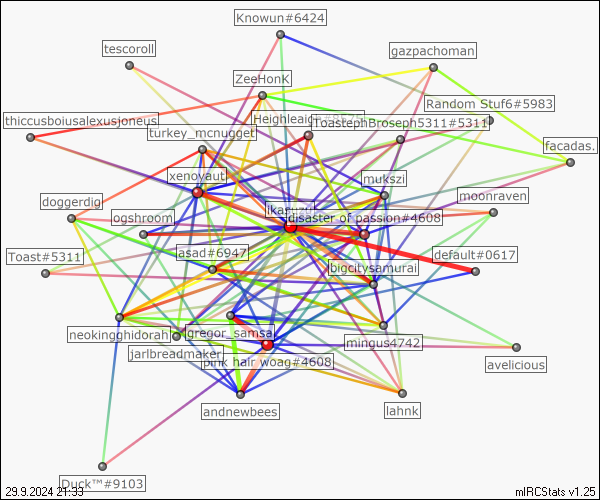 Knowun#6424
tescoroll
gazpachoman
ZeeHonK
Random Stuf6#5983
thiccusboiusalexusjoneus
ToastephBroseph5311#5311
turkey_mcnugget
facadas.
xenoyaut
mukszi
moonraven
doggerdig
ogshroom
disaster of passion#4608
asad#6947
default#0617
Toast#5311
bigcitysamurai
neokingghidorah
gregor_samsa
mingus4742
jarlbreadmaker
pink hair woag#4608
avelicious
andnewbees
lahnk
Duck™#9103
29.9.2024 21:33
mIRCStats v1.25